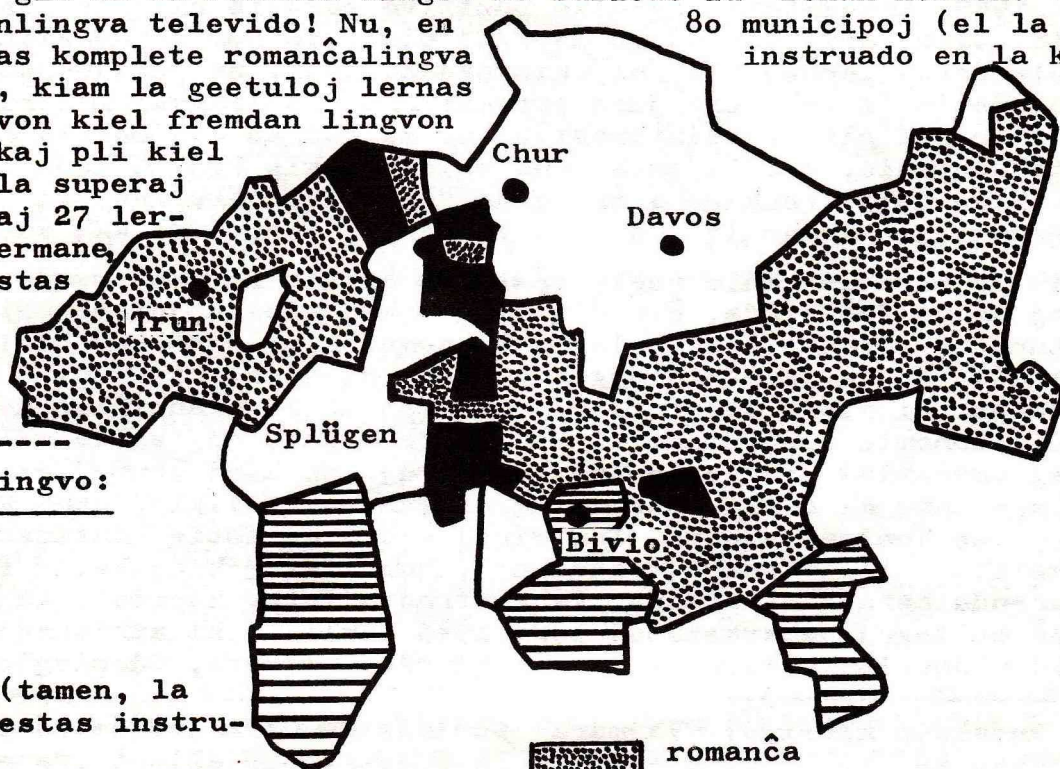 nlingva televido! Nu, en
as komplete romanĉalingva
, kiam la geetuloj lernas
von kiel fremdan lingvon
kaj pli kiel
la superaj
aj 27 ler-
ermane,
stas
8o municipoj (el la
instruado en la k
Chur
Davos
Trun
Splügen
Bivio
ingvo:
(tamen, la
estas instru-
romanĉa